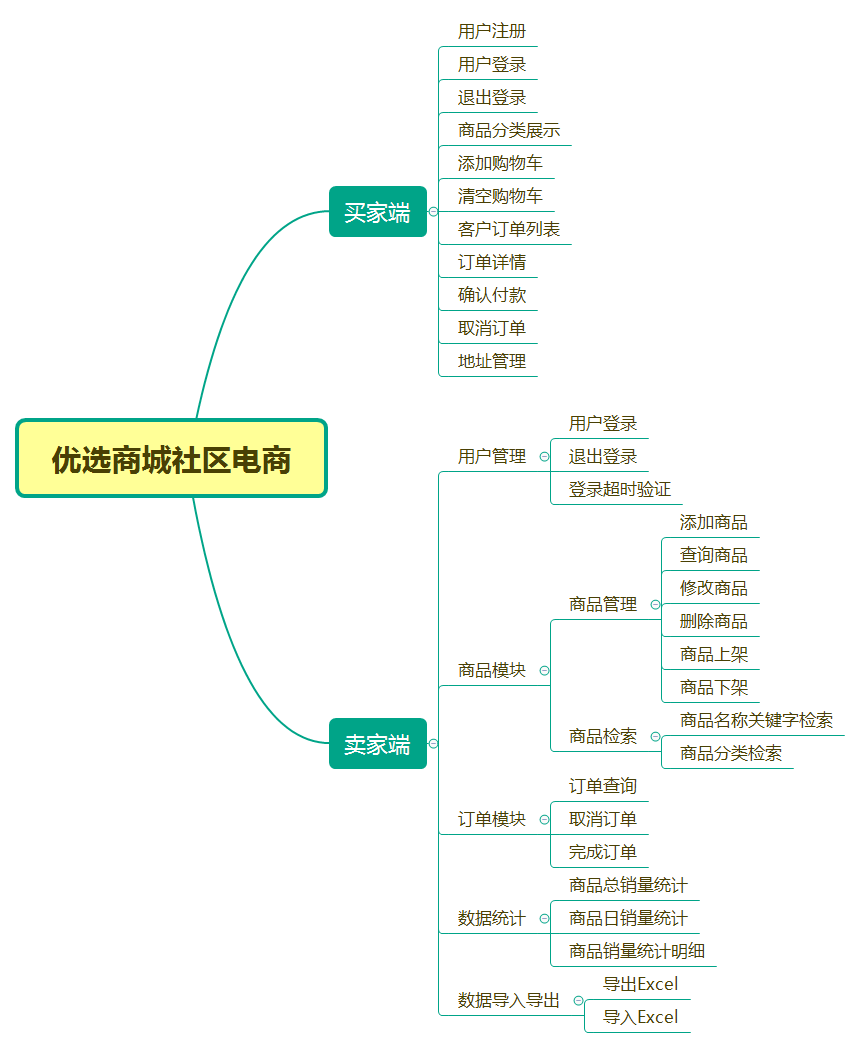 优选商城社区电商
买家端
用户注册
用户登录
退出登录
商品分类展示
添加购物车
清空购物车
客户订单列表
订单详情
确认付款
取消订单
地址管理
卖家端
用户管理
用户登录
退出登录
登录超时验证
商品模块
商品管理
添加商品
查询商品
修改商品
删除商品
商品上架
商品下架
商品检索
商品名称关键字检索
商品分类检索
订单模块
订单查询
取消订单
完成订单
数据统计
商品总销量统计
商品日销量统计
商品销量统计明细
数据导入导出
导出Excel
导入Excel